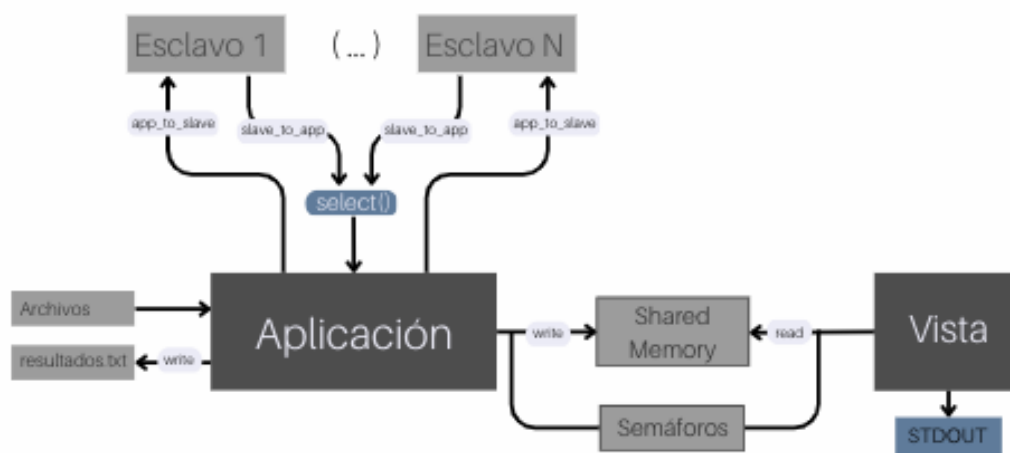 Esclavo 1
(...)
Esclavo N
app_to_slave
slave_to_app
slave_to_app
app_to_slave
select()
Archivos
resultados.txt
write
Aplicación
write
Shared
Memory
read
Vista
Semáforos
STDOUT